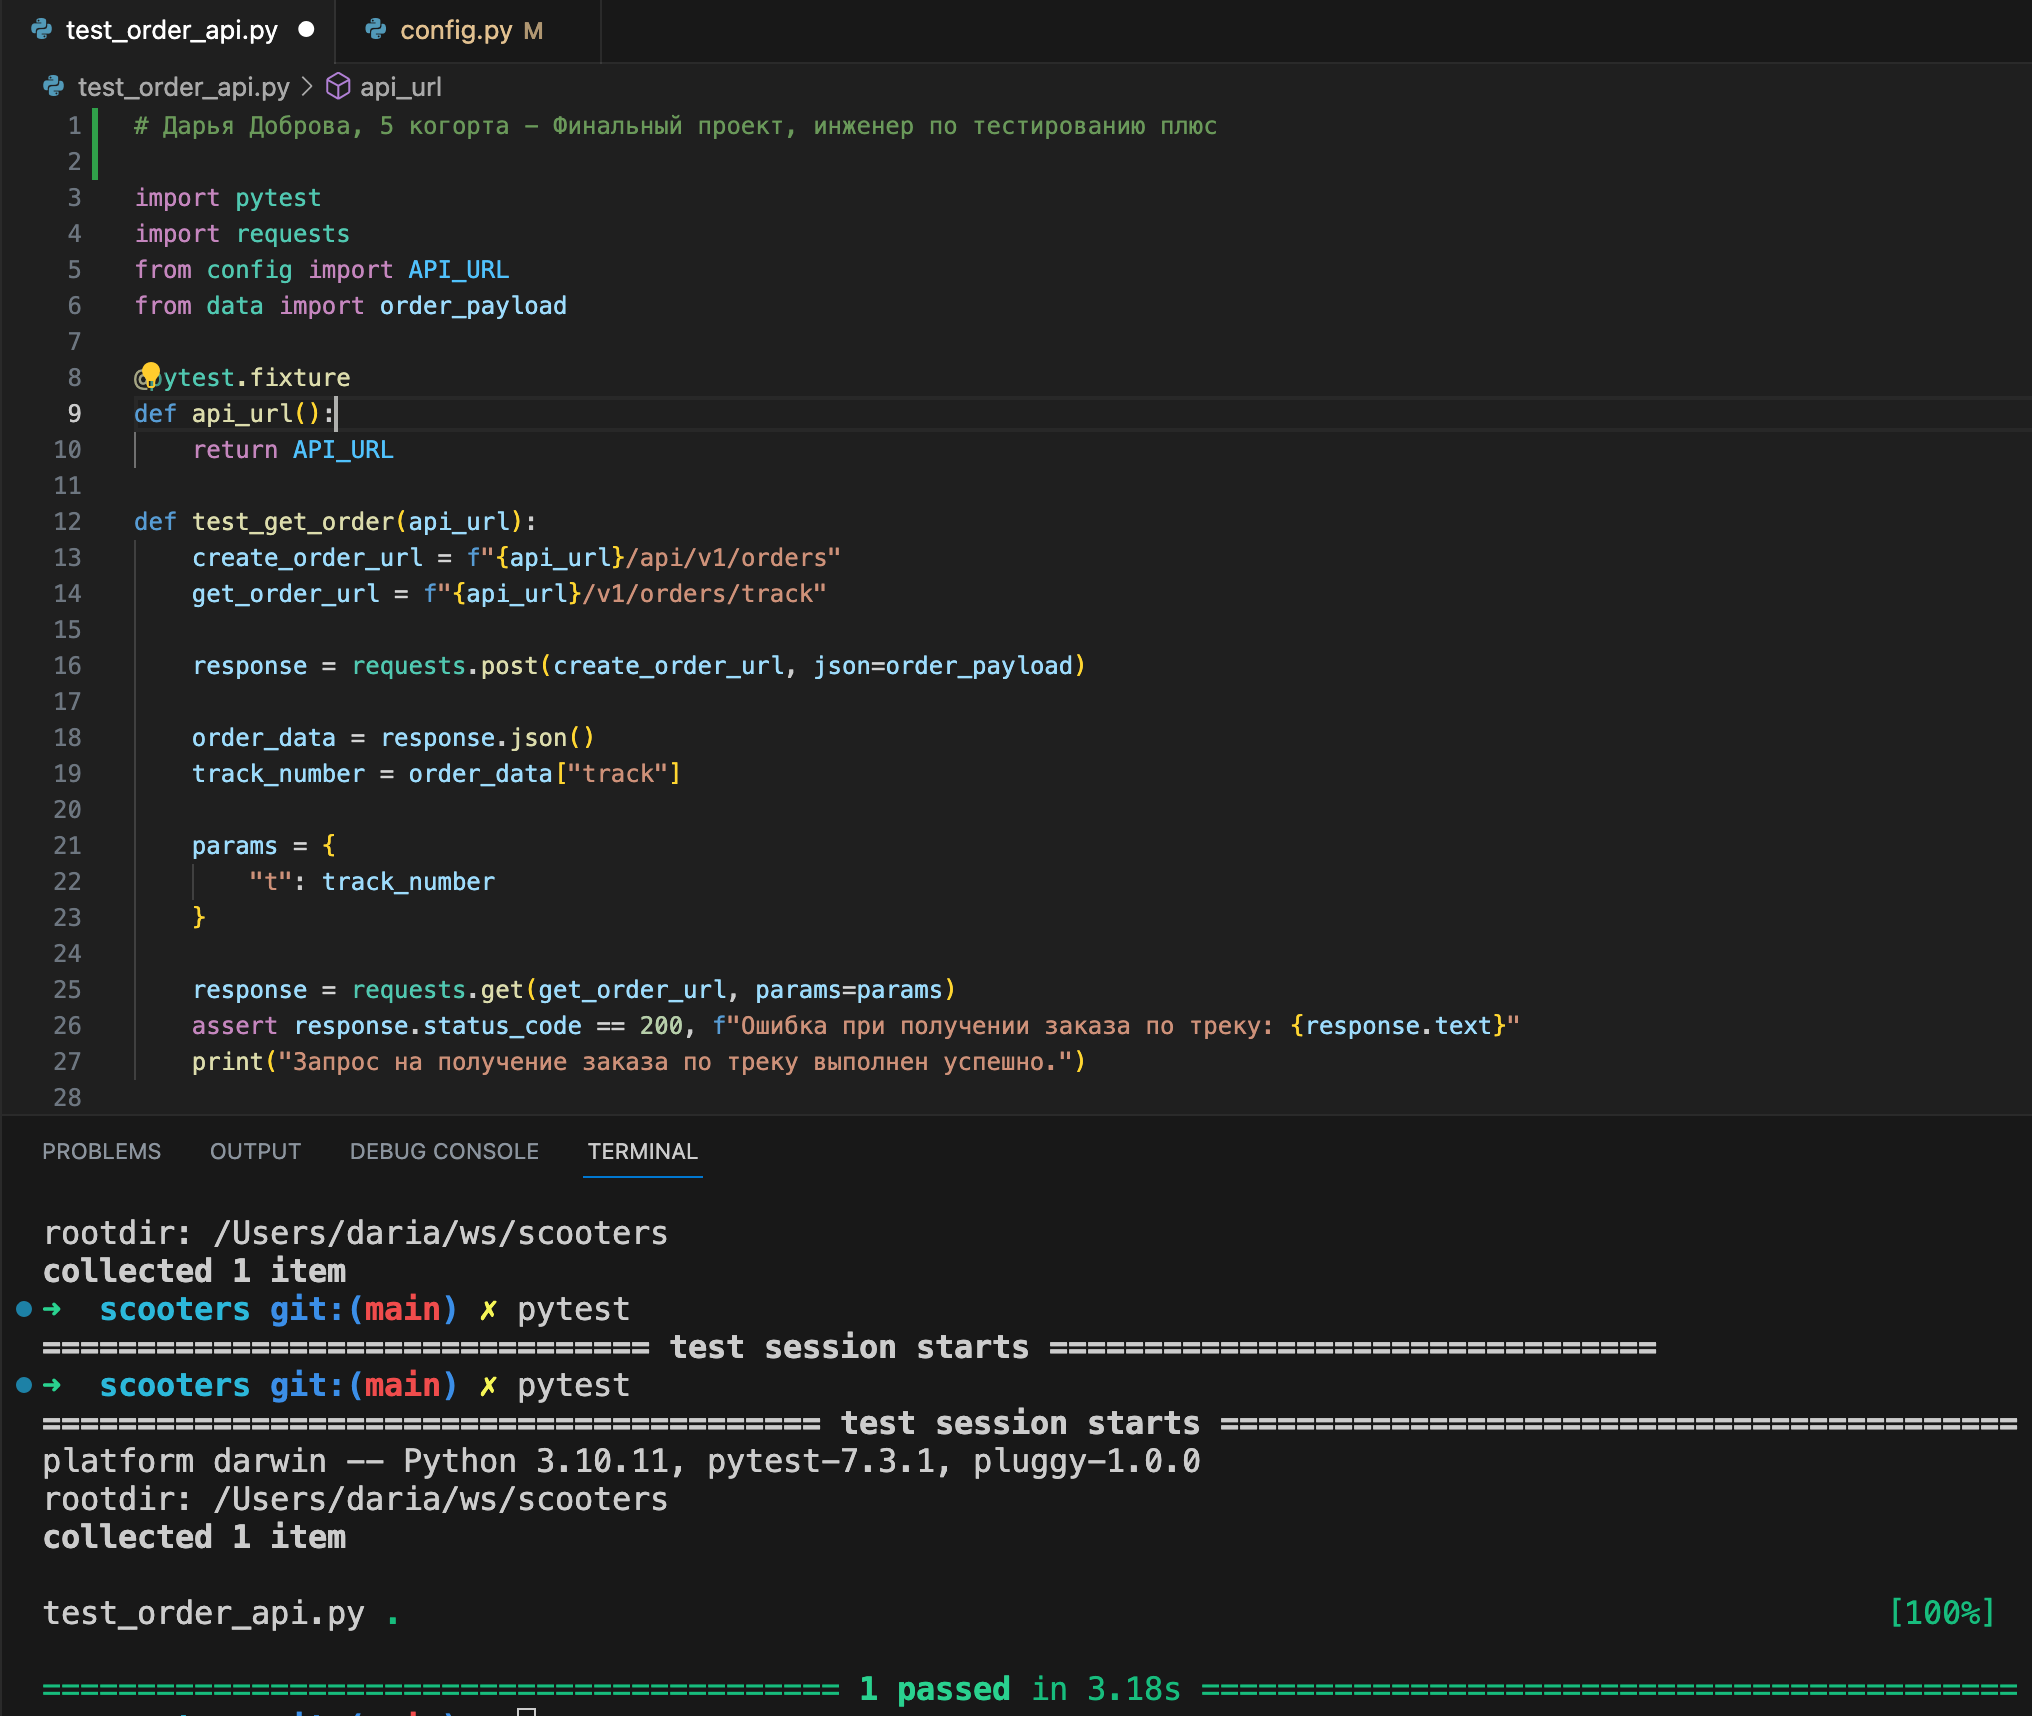 test_order_api.py
config.py M
test_order_api.py > api_url
1 # Дарья Доброва, 5 когорта – Финальный проект, инженер по тестированию плюс
2
3 import pytest
4 import requests
5 from config import API_URL
6 from data import order_payload
7
8 @pytest.fixture
9 def api_url():
10     return API_URL
11
12 def test_get_order(api_url):
13     create_order_url = f"{api_url}/api/v1/orders"
14     get_order_url = f"{api_url}/v1/orders/track"
15
16     response = requests.post(create_order_url, json=order_payload)
17
18     order_data = response.json()
19     track_number = order_data["track"]
20
21     params = {
22         "t": track_number
23     }
24
25     response = requests.get(get_order_url, params=params)
26     assert response.status_code == 200, f"Ошибка при получении заказа по треку: {response.text}"
27     print("Запрос на получение заказа по треку выполнен успешно.")
28
PROBLEMS OUTPUT DEBUG CONSOLE TERMINAL
rootdir: /Users/daria/ws/scooters
collected 1 item
➜  scooters git:(main) ✗ pytest
================================ test session starts ================================
➜  scooters git:(main) ✗ pytest
========================================= test session starts ==========================================
platform darwin -- Python 3.10.11, pytest-7.3.1, pluggy-1.0.0
rootdir: /Users/daria/ws/scooters
collected 1 item
test_order_api.py . [100%]
========================================== 1 passed in 3.18s ===========================================